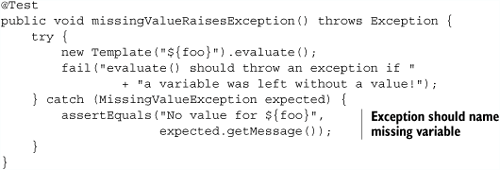 @Test
public void missingValueRaisesException() throws Exception {
    try {
        new Template("${foo}").evaluate();
        fail("evaluate() should throw an exception if "
                + "a variable was left without a value!");
    } catch (MissingValueException expected) {
        assertEquals("No value for ${foo}",
                     expected.getMessage());
    }
}
Exception should name
missing variable